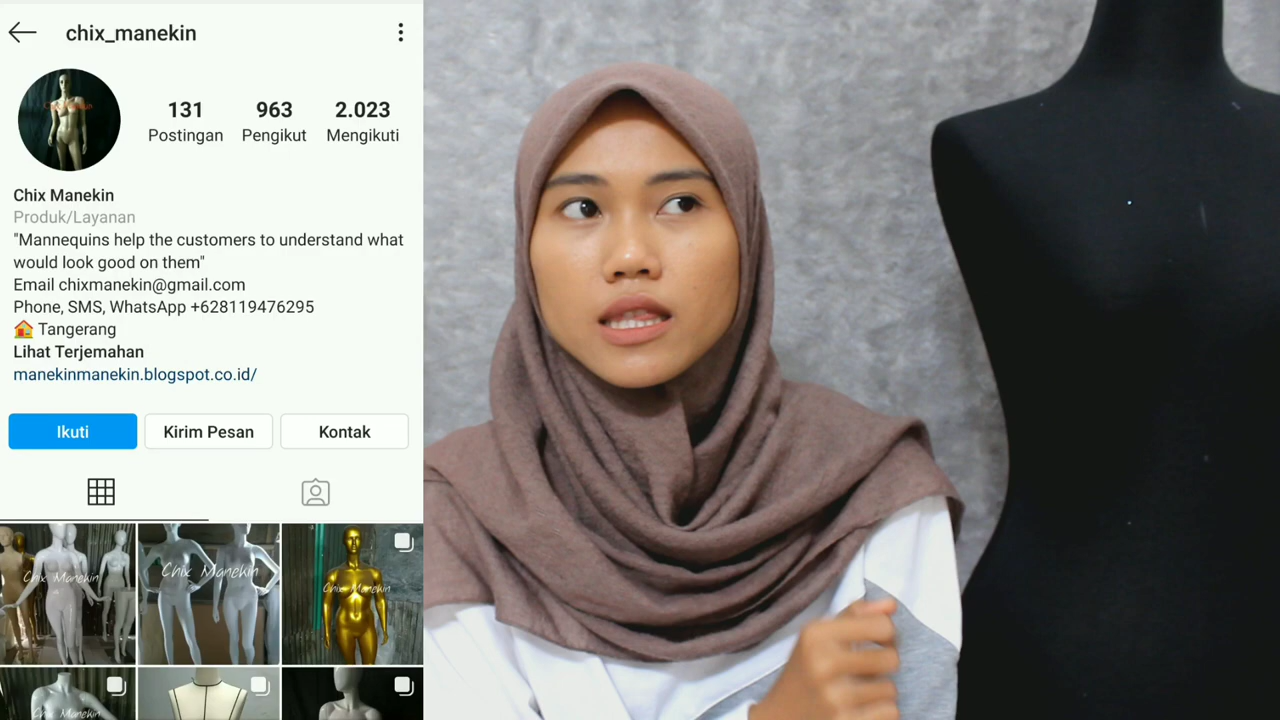 chix_manekin
131
963
2.023
Postingan
Pengikut
Mengikuti
Chix Manekin
Produk/Layanan
"Mannequins help the customers to understand what
would look good on them"
Email chixmanekin@gmail.com
Phone, SMS, WhatsApp +628119476295
Tangerang
Lihat Terjemahan
manekinmanekin.blogspot.co.id/
Ikuti
Kirim Pesan
Kontak
Chix Manekin
Chix Manekin
Chix Manekin
Chix Manekin